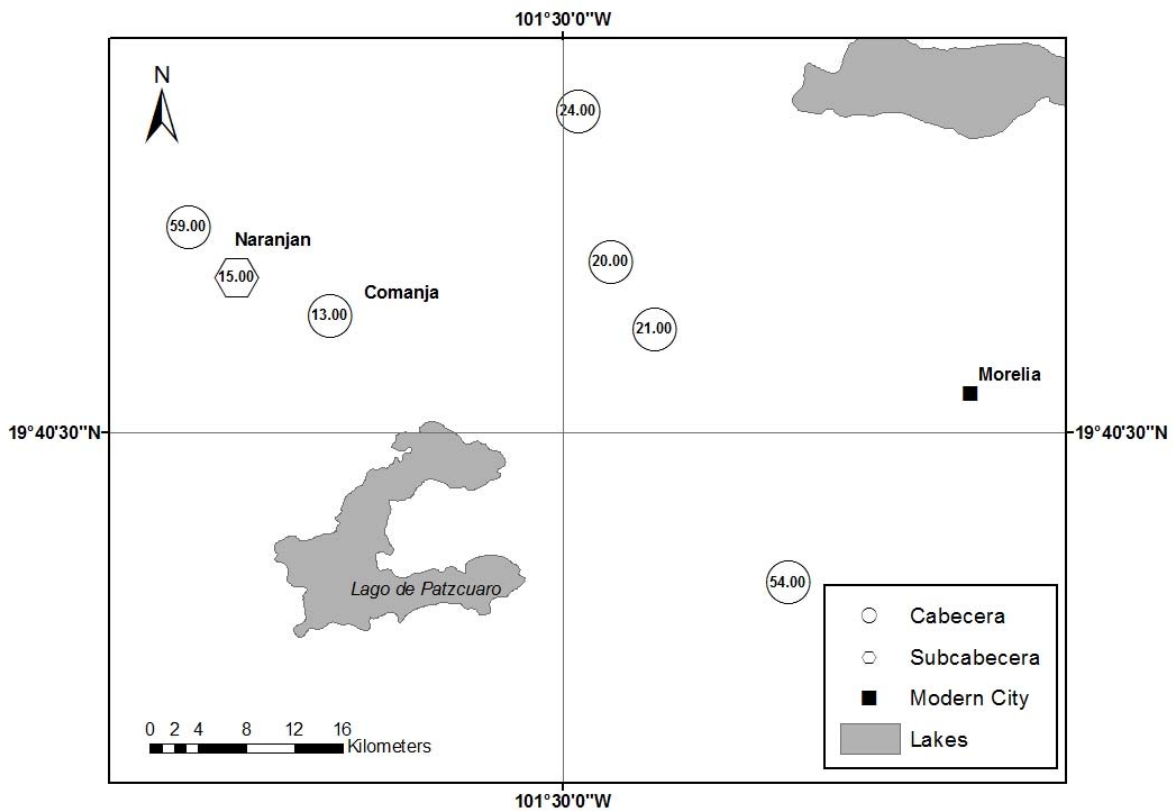 101°30'0"W
N
24.00
59.00
Naranjan
20.00
15.00
Comanja
13.00
21.00
Morelia
19°40'30"N
19°40'30"N
54.00
Lago de Patzcuaro
Cabecera
Subcabecera
Modern City
Lakes
0 2 4 8 12 16
Kilometers
101°30'0"W